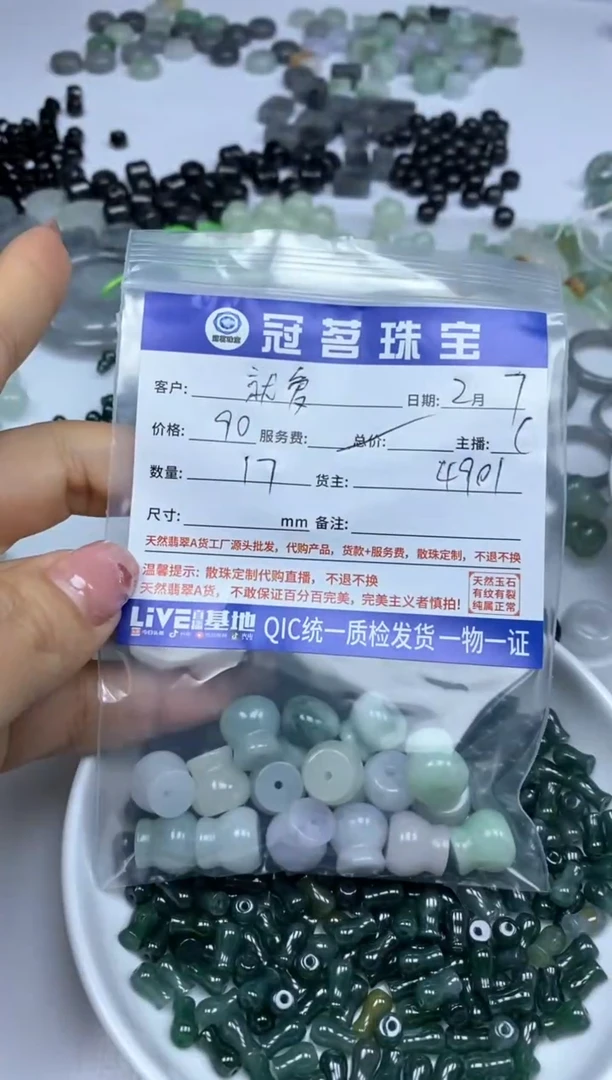 冠茗珠宝
客户: 日期: 2月7
价格: 90 服务费: 总价: 主播: C
数量: 17 货主: 4901
尺寸: mm 备注:
天然翡翠A货工厂源头批发，代购产品，货款+服务费，散珠定制，不退不换
温馨提示: 散珠定制代购直播，不退不换
天然翡翠A货，不敢保证百分百完美，完美主义者慎拍!
天然玉石
有纹有裂
纯属正常
LiVE直播基地 QIC统一质检发货 一物一证